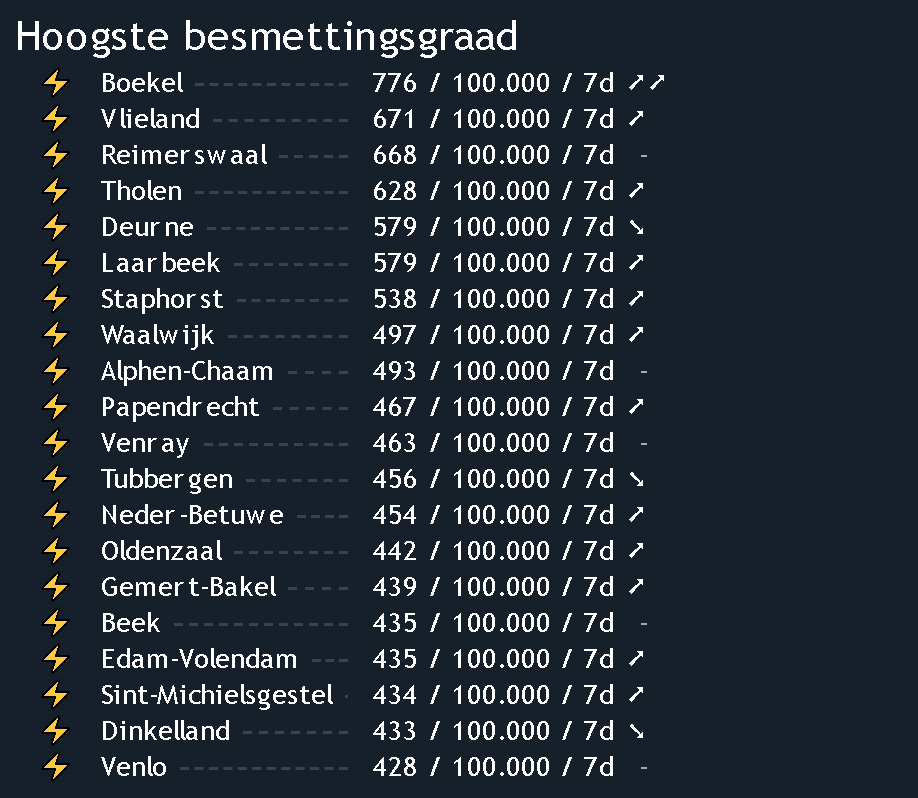 Hoogste besmettingsgraad
⚡ Boekel ----------- 776 / 100.000 / 7d ➚➚
⚡ Vlieland --------- 671 / 100.000 / 7d ➚
⚡ Reimerswaal ----- 668 / 100.000 / 7d -
⚡ Tholen ----------- 628 / 100.000 / 7d ➚
⚡ Deurne ---------- 579 / 100.000 / 7d ➘
⚡ Laarbeek --------- 579 / 100.000 / 7d ➚
⚡ Staphorst -------- 538 / 100.000 / 7d ➚
⚡ Waalwijk -------- 497 / 100.000 / 7d ➚
⚡ Alphen-Chaam ---- 493 / 100.000 / 7d -
⚡ Papendrecht ----- 467 / 100.000 / 7d ➚
⚡ Venray ---------- 463 / 100.000 / 7d -
⚡ Tubbergen ------- 456 / 100.000 / 7d ➘
⚡ Neder-Betuwe ---- 454 / 100.000 / 7d ➚
⚡ Oldenzaal -------- 442 / 100.000 / 7d ➚
⚡ Gemert-Bakel ---- 439 / 100.000 / 7d ➚
⚡ Beek ------------ 435 / 100.000 / 7d -
⚡ Edam-Volendam --- 435 / 100.000 / 7d ➚
⚡ Sint-Michielsgestel - 434 / 100.000 / 7d ➚
⚡ Dinkelland ------- 433 / 100.000 / 7d ➘
⚡ Venlo ------------ 428 / 100.000 / 7d -